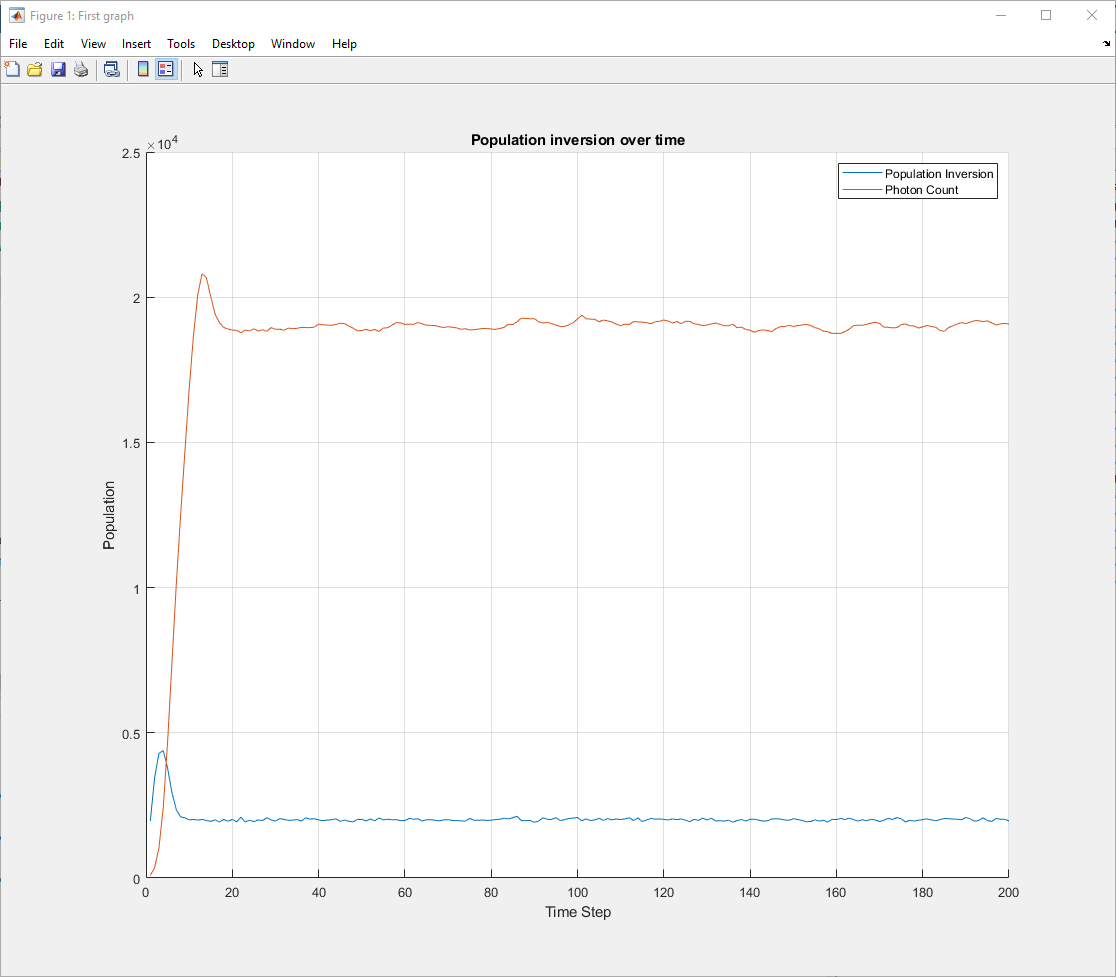 Figure 1: First graph
File Edit View Insert Tools Desktop Window Help
Population inversion over time
×10⁴
2.5
2
1.5
1
0.5
0
Population
Population Inversion
Photon Count
0 20 40 60 80 100 120 140 160 180 200
Time Step